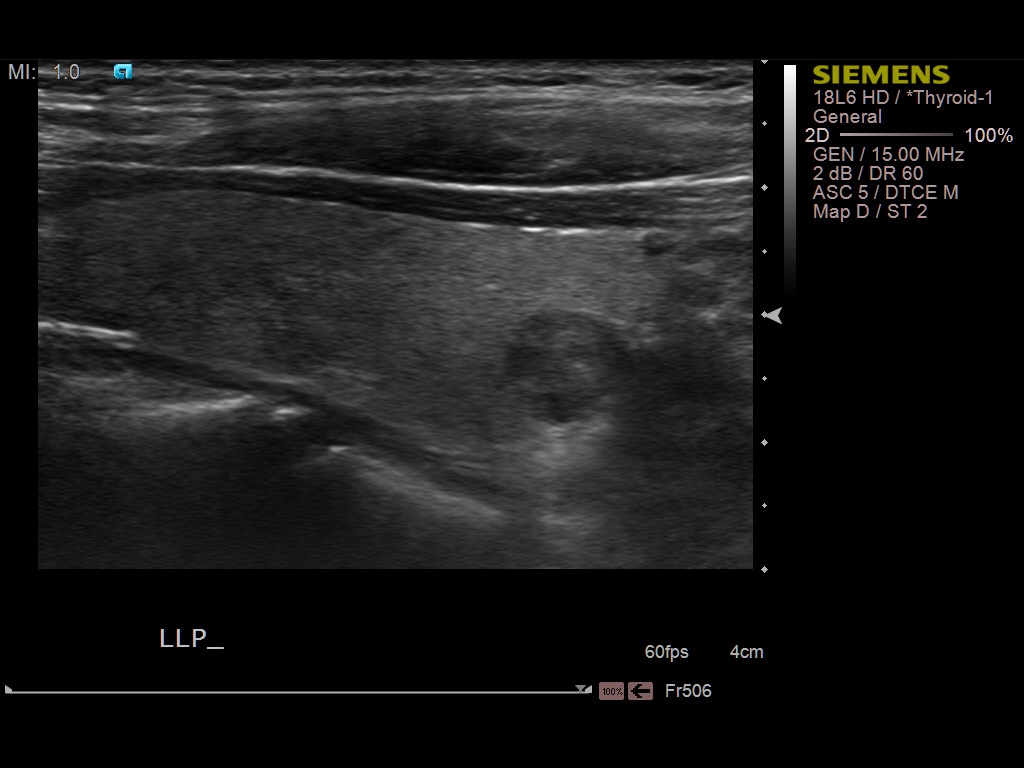 MI: 1.0
SIEMENS
18L6 HD / *Thyroid-1
General
2D 100%
GEN / 15.00 MHz
2 dB / DR 60
ASC 5 / DTCE M
Map D / ST 2
LLP_
60fps 4cm
100% Fr506